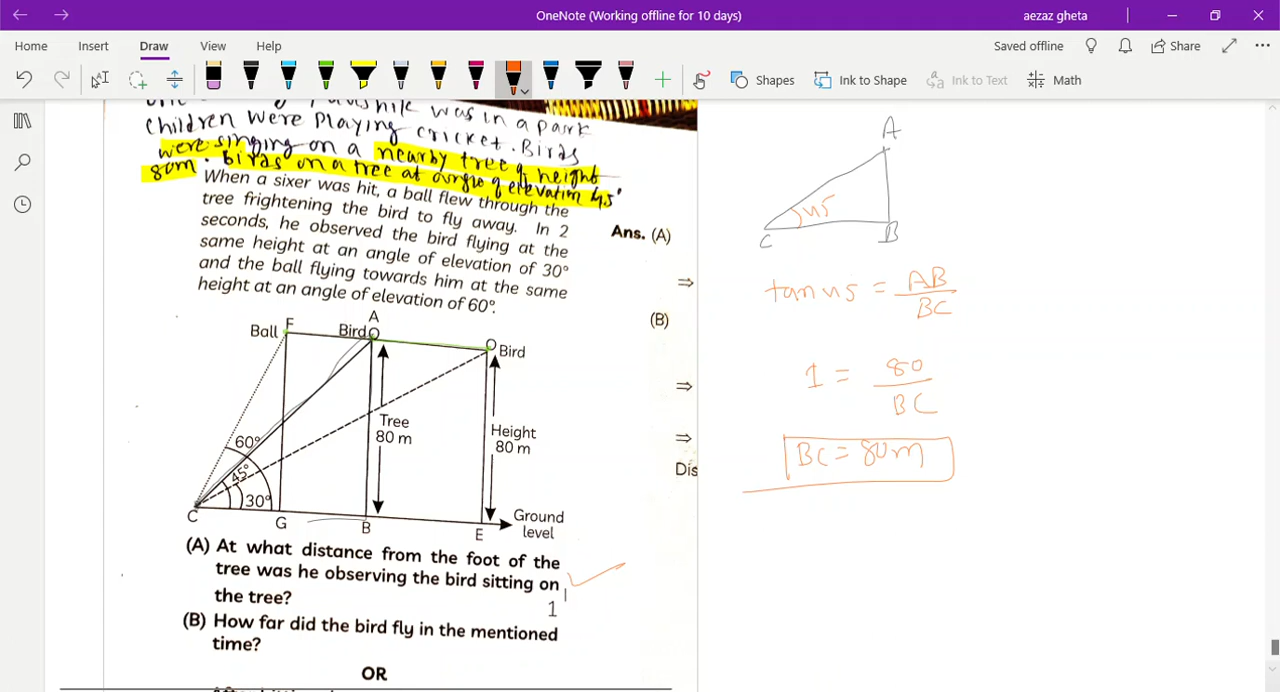 OneNote (Working offline for 10 days)
aezaz gheta
Home Insert Draw View Help
Saved offline
Share
Shapes
Ink to Shape
Ink to Text
Math
was in a park
children were Playing cricket. Birds
were singing on a nearby tree of height
80m. birds on a tree at angle of elevation 45°
When a sixer was hit, a ball flew through the
tree frightening the bird to fly away. In 2
seconds, he observed the bird flying at the
same height at an angle of elevation of 30°
and the ball flying towards him at the same
height at an angle of elevation of 60°.
Ball F
Bird A
Bird
Tree
80 m
Height
80 m
60°
45°
30°
C G B E
Ground
level
(A) At what distance from the foot of the
tree was he observing the bird sitting on
the tree?
1
(B) How far did the bird fly in the mentioned
time?
OR
Ans. (A)
⇒
(B)
⇒
⇒
Dis
A
45
C B
tan 45 = AB/BC
1 = 80/BC
BC = 80m